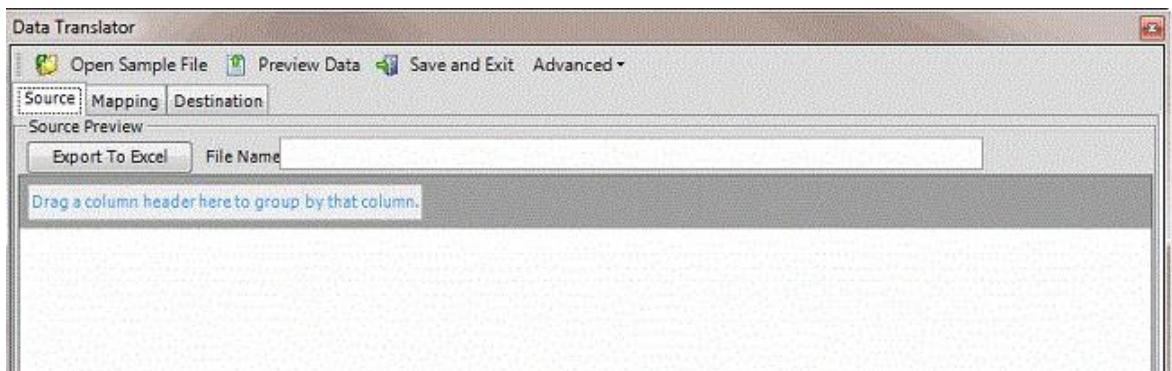 Data Translator
Open Sample File Preview Data Save and Exit Advanced
Source Mapping Destination
Source Preview
Export To Excel File Name
Drag a column header here to group by that column.